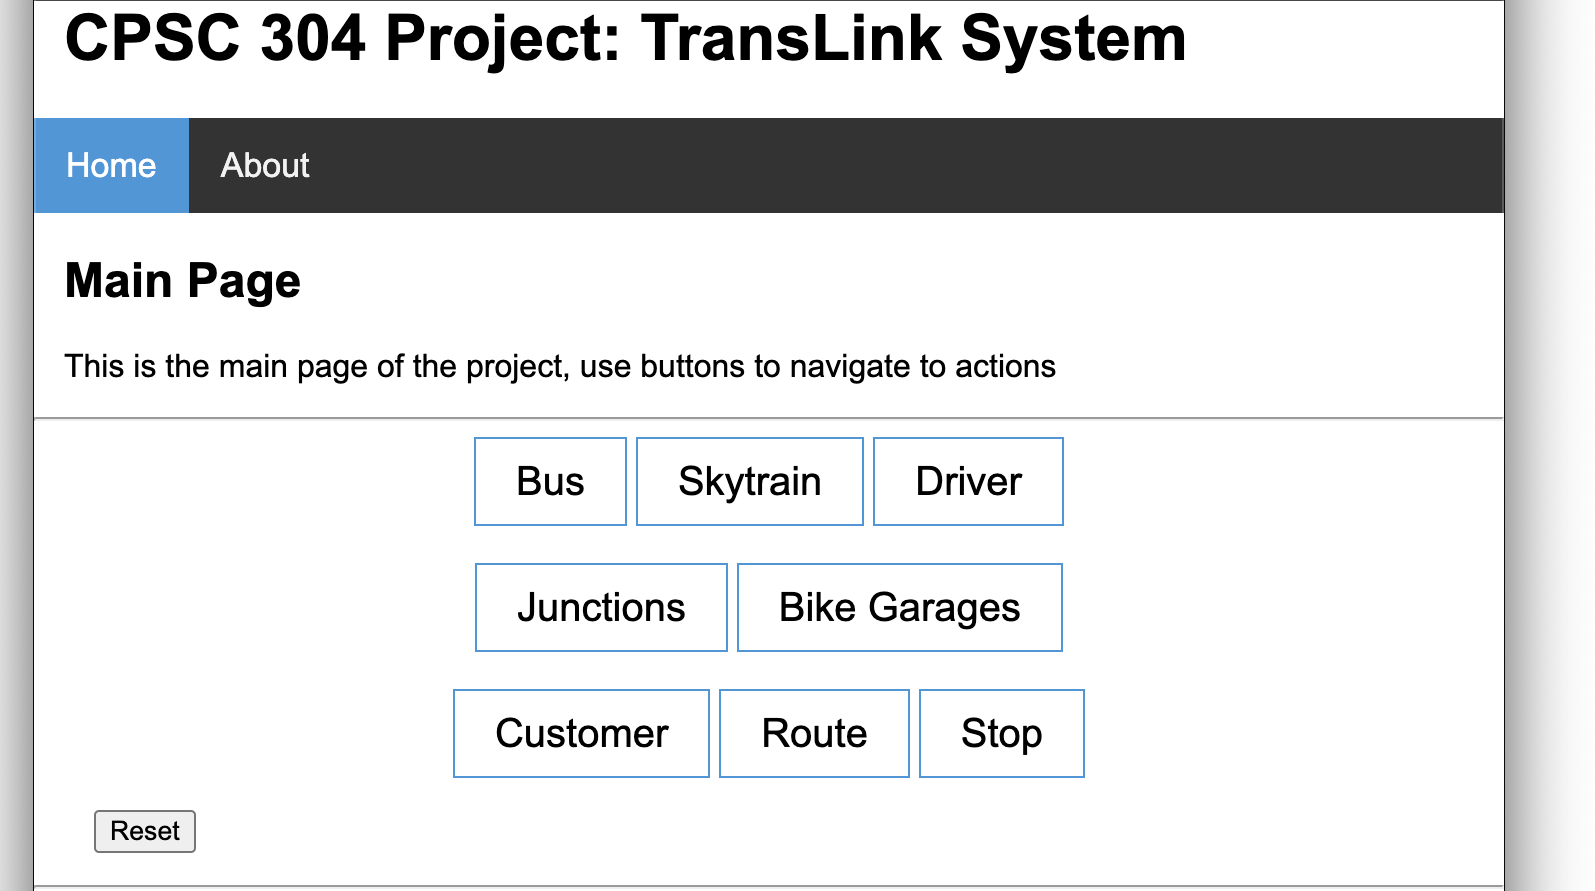 CPSC 304 Project: TransLink System
Home About
Main Page
This is the main page of the project, use buttons to navigate to actions
Bus Skytrain Driver
Junctions Bike Garages
Customer Route Stop
Reset